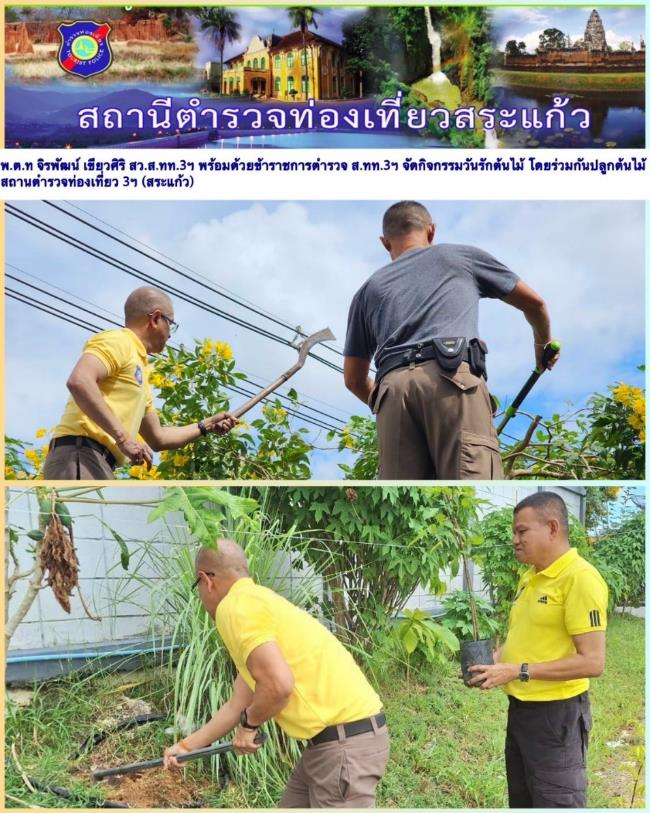 TOURIST POLICE
สถานีตำรวจท่องเที่ยวสระแก้ว
พ.ต.ท จิรพัฒน์ เขียวศิริ สว.ส.ทท.3ฯ พร้อมด้วยข้าราชการตำรวจ ส.ทท.3ฯ จัดกิจกรรมวันรักต้นไม้ โดยร่วมกันปลูกต้นไม้
สถานตำรวจท่องเที่ยว 3ฯ (สระแก้ว)